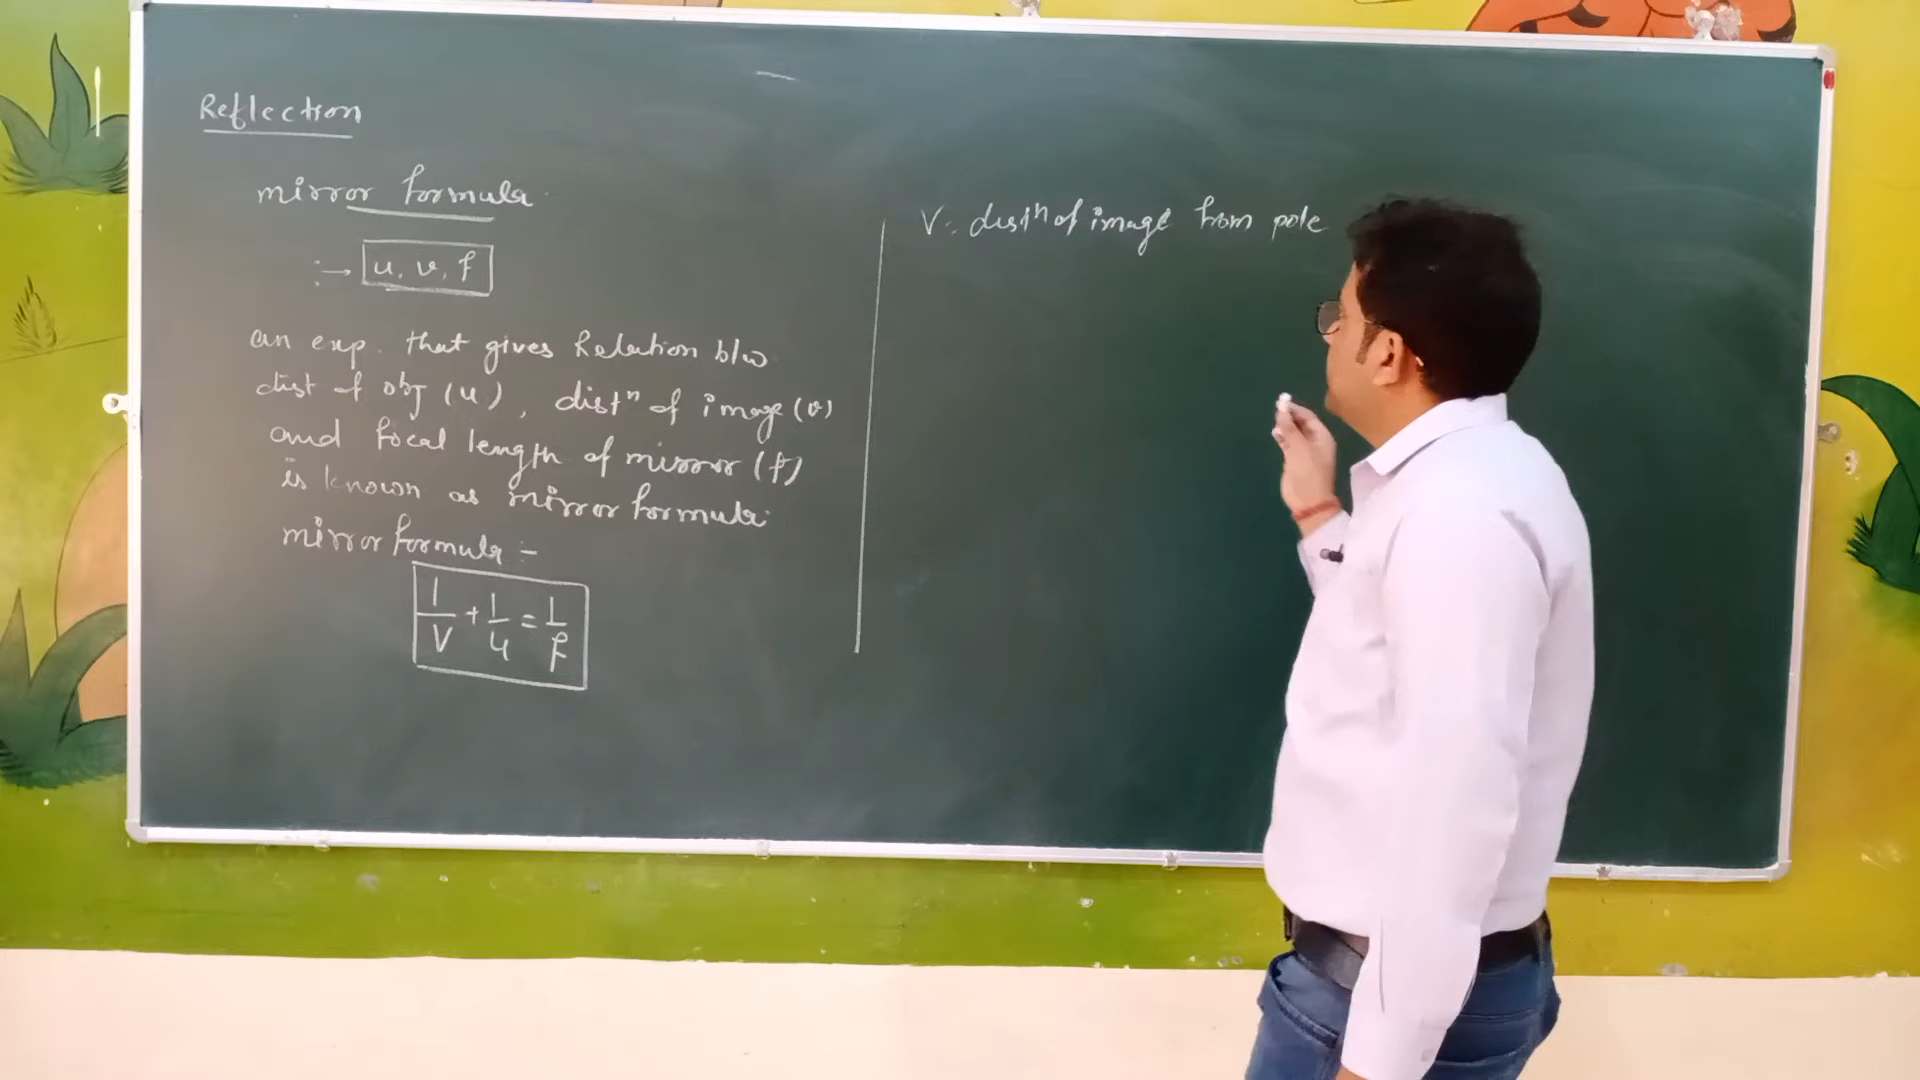 Reflection
mirror formula
:→ u, v, f
an exp. that gives Relation b/w
dist of obj (u), distⁿ of image (v)
and focal length of mirror (f)
is known as mirror formula.
mirror formula :-
1/V + 1/u = 1/f
V: distⁿ of image from pole